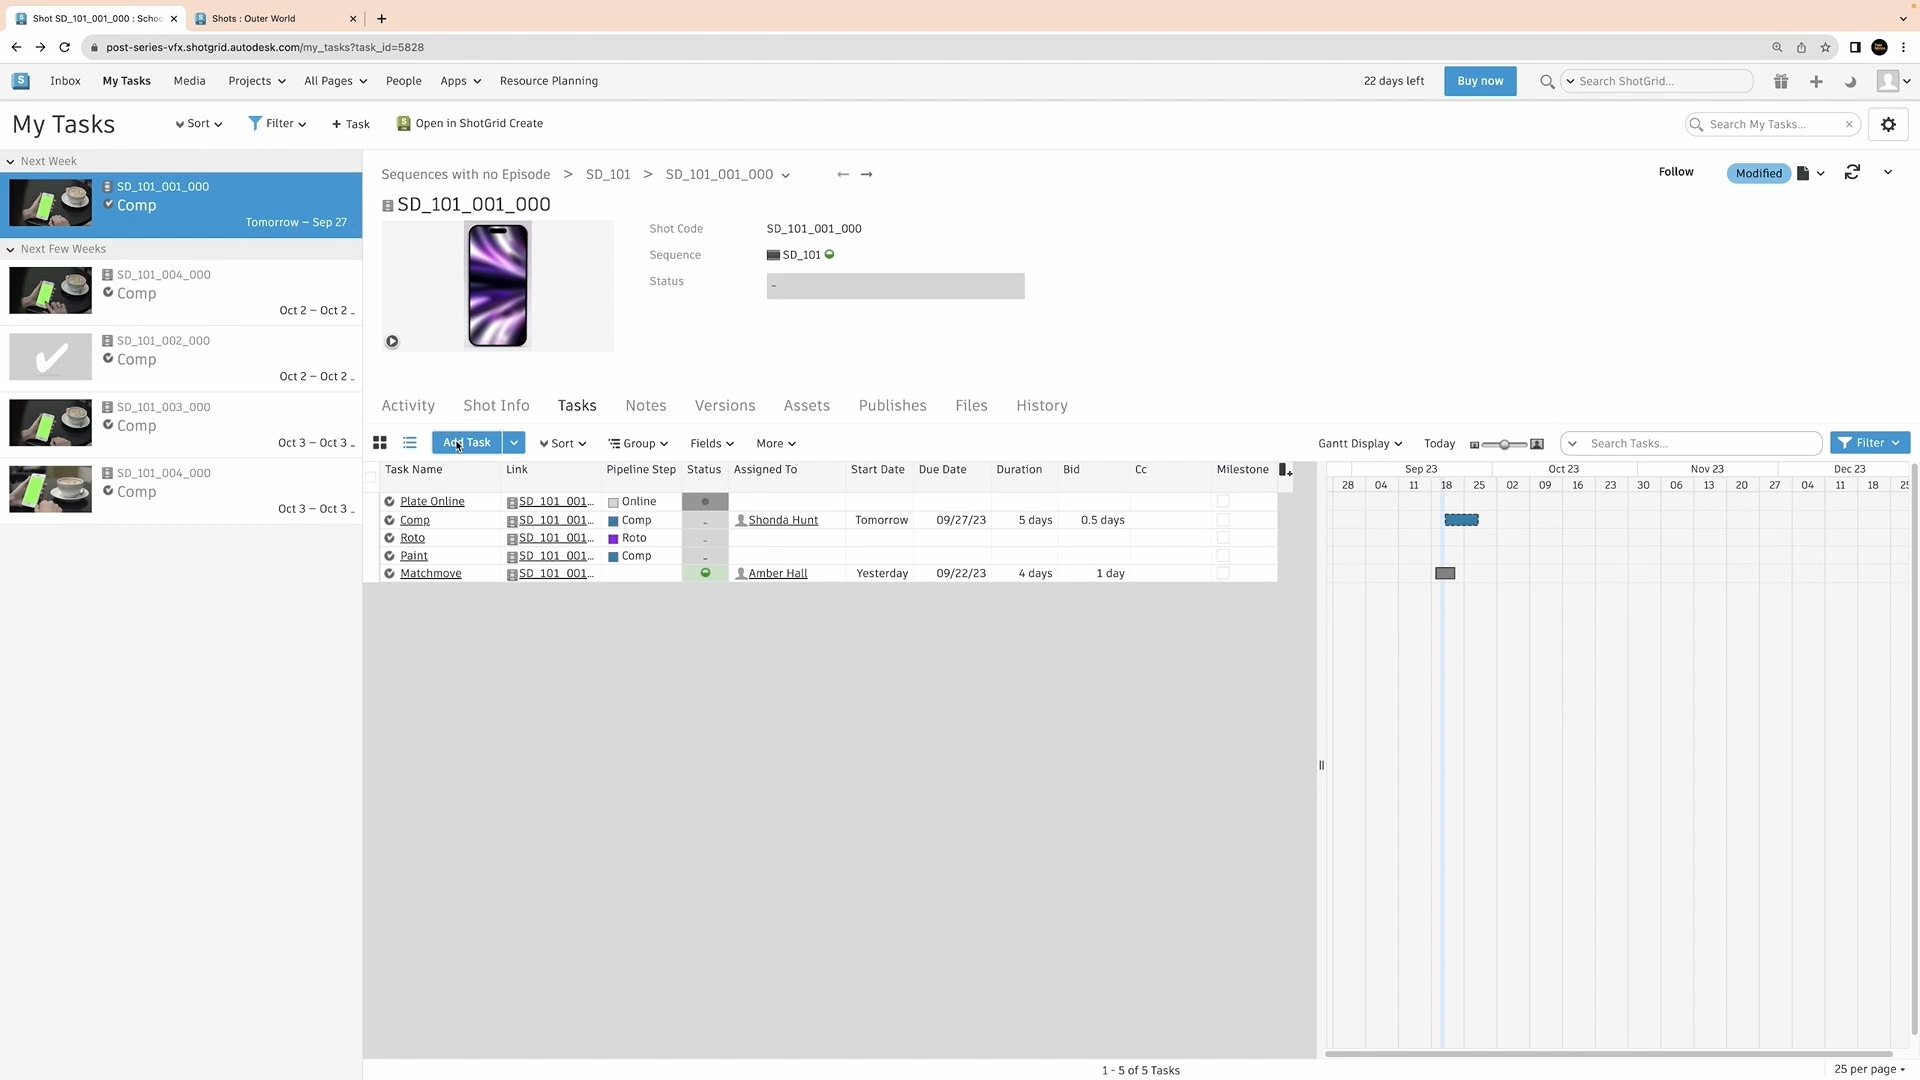 Shot SD_101_001_000 : Schoo
Shots : Outer World
post-series-vfx.shotgrid.autodesk.com/my_tasks?task_id=5828
Inbox My Tasks Media Projects All Pages People Apps Resource Planning 22 days left Buy now Search ShotGrid...
My Tasks Sort Filter + Task Open in ShotGrid Create Search My Tasks...
Next Week
SD_101_001_000
Comp
Tomorrow – Sep 27
Next Few Weeks
SD_101_004_000
Comp
Oct 2 – Oct 2
SD_101_002_000
Comp
Oct 2 – Oct 2
SD_101_003_000
Comp
Oct 3 – Oct 3
SD_101_004_000
Comp
Oct 3 – Oct 3
Sequences with no Episode > SD_101 > SD_101_001_000 Follow Modified
SD_101_001_000
Shot Code SD_101_001_000
Sequence SD_101
Status -
Activity Shot Info Tasks Notes Versions Assets Publishes Files History
Add Task Sort Group Fields More Gantt Display Today Search Tasks... Filter
Task Name Link Pipeline Step Status Assigned To Start Date Due Date Duration Bid Cc Milestone
Sep 23 Oct 23 Nov 23 Dec 23
28 04 11 18 25 02 09 16 23 30 06 13 20 27 04 11 18 25
Plate Online SD_101_001... Online
Comp SD_101_001... Comp - Shonda Hunt Tomorrow 09/27/23 5 days 0.5 days
Roto SD_101_001... Roto -
Paint SD_101_001... Comp -
Matchmove SD_101_001... Amber Hall Yesterday 09/22/23 4 days 1 day
1 - 5 of 5 Tasks
25 per page